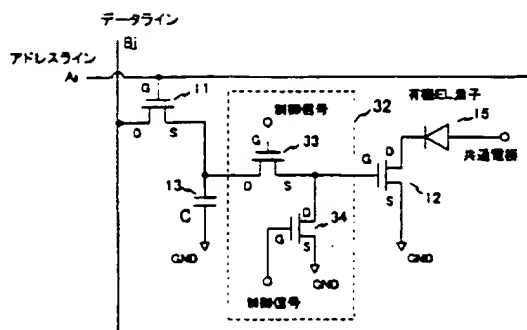 データライン
Bj
アドレスライン
Ai
G
11
D
S
制御信号
32
有機EL素子
15
共通電極
G
33
D
S
13
C
GND
G
D
S
34
GND
制御信号
G
D
S
12
GND